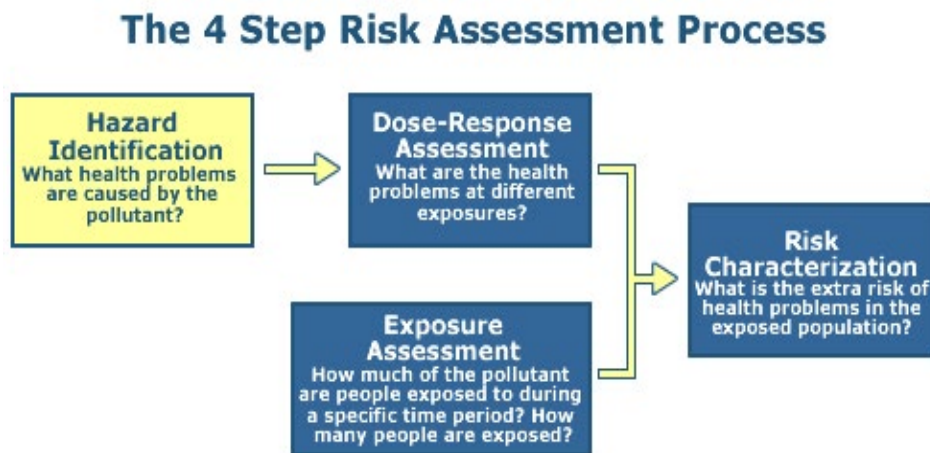 The 4 Step Risk Assessment Process
Hazard
Identification
What health problems
are caused by the
pollutant?
Dose-Response
Assessment
What are the health
problems at different
exposures?
Exposure
Assessment
How much of the pollutant
are people exposed to during
a specific time period? How
many people are exposed?
Risk
Characterization
What is the extra risk of
health problems in the
exposed population?